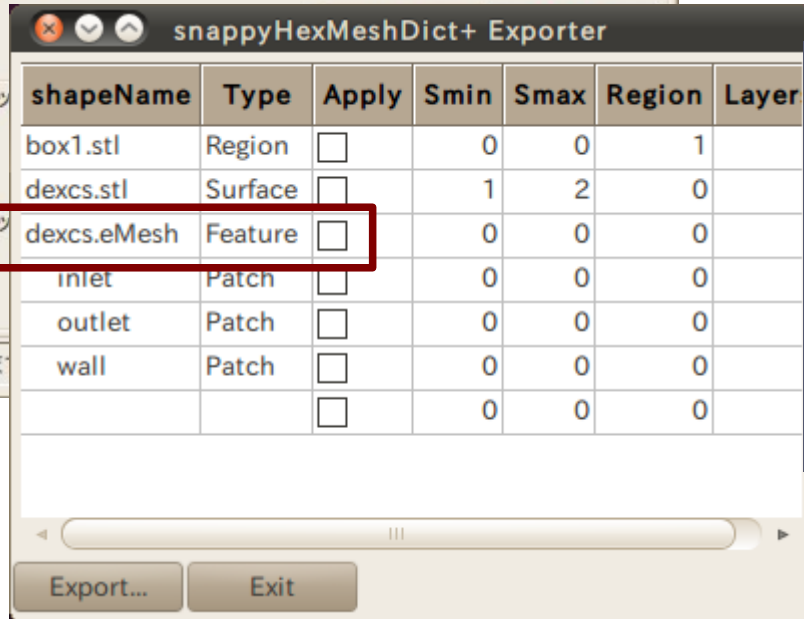 snappyHexMeshDict+ Exporter
shapeName Type Apply Smin Smax Region Layer
box1.stl Region 0 0 1
dexcs.stl Surface 1 2 0
dexcs.eMesh Feature 0 0 0
inlet Patch 0 0 0
outlet Patch 0 0 0
wall Patch 0 0 0
0 0 0
Export... Exit